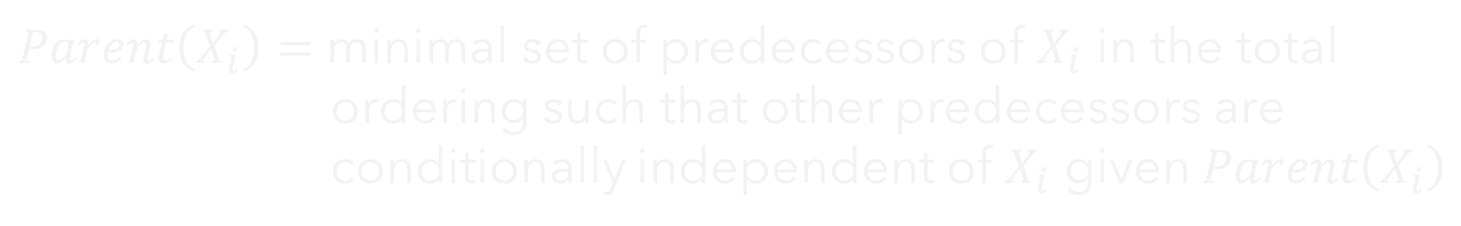 Parent(Xᵢ) = minimal set of predecessors of Xᵢ in the total
ordering such that other predecessors are
conditionally independent of Xᵢ given Parent(Xᵢ)